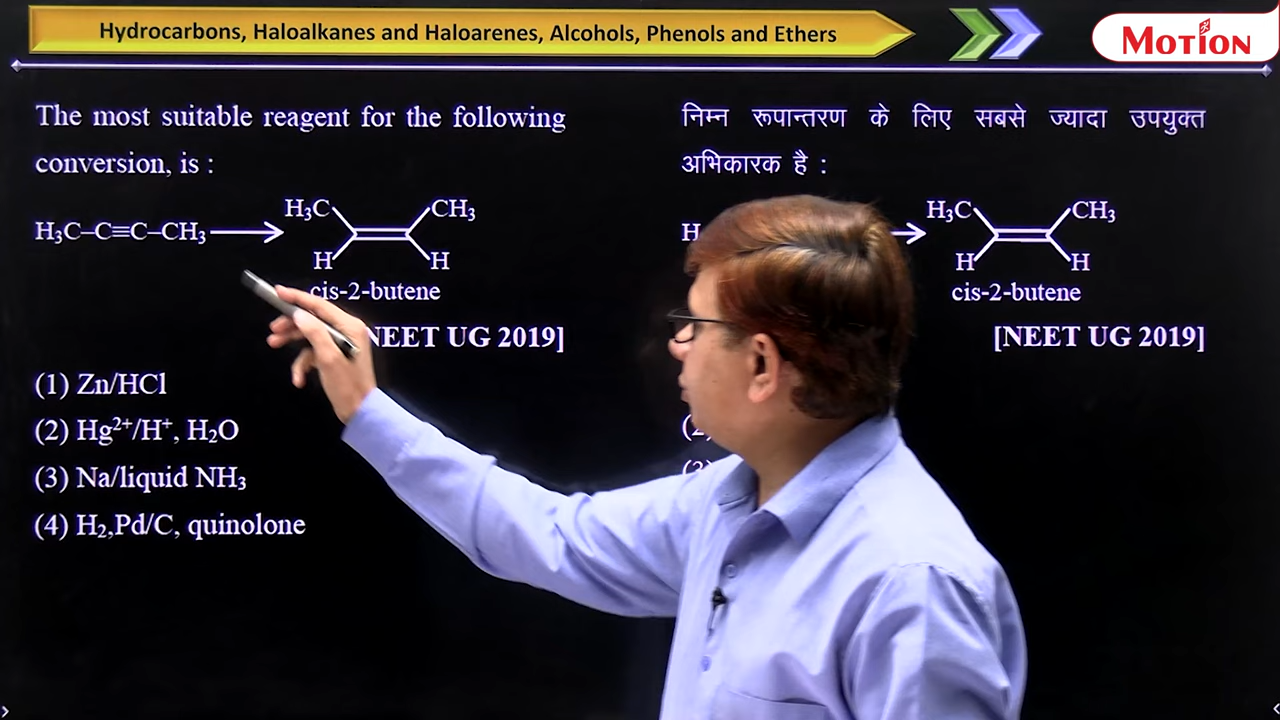 Hydrocarbons, Haloalkanes and Haloarenes, Alcohols, Phenols and Ethers
MOTION
The most suitable reagent for the following
conversion, is :
H₃C–C≡C–CH₃
H₃C CH₃
H H
cis-2-butene
NEET UG 2019]
(1) Zn/HCl
(2) Hg²⁺/H⁺, H₂O
(3) Na/liquid NH₃
(4) H₂,Pd/C, quinolone
निम्न रूपान्तरण के लिए सबसे ज्यादा उपयुक्त
अभिकारक है :
H₃C CH₃
H H
cis-2-butene
[NEET UG 2019]